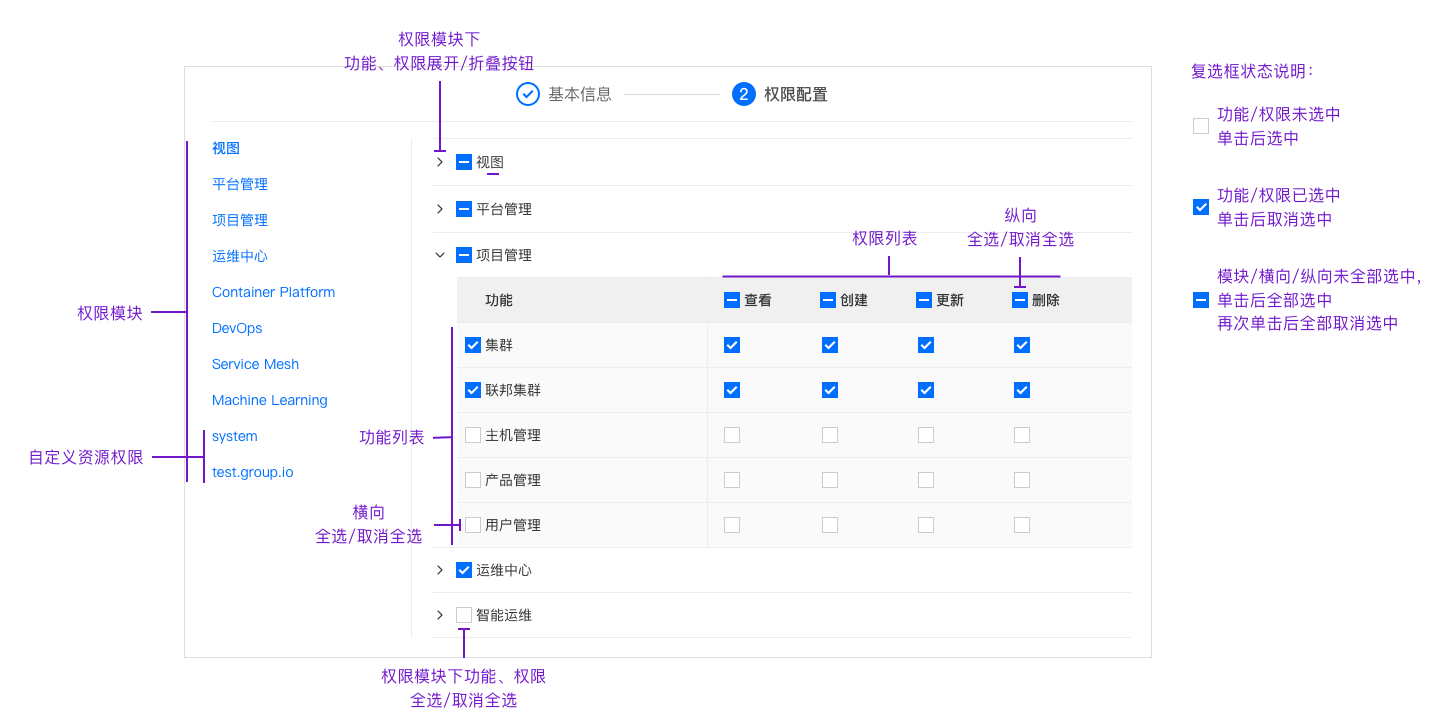 权限模块下
功能、权限展开/折叠按钮
基本信息
2 权限配置
复选框状态说明：
功能/权限未选中
单击后选中
功能/权限已选中
单击后取消选中
模块/横向/纵向未全部选中,
单击后全部选中
再次单击后全部取消选中
权限模块
自定义资源权限
视图
平台管理
项目管理
运维中心
Container Platform
DevOps
Service Mesh
Machine Learning
system
test.group.io
视图
平台管理
权限列表
纵向
全选/取消全选
项目管理
功能 查看 创建 更新 删除
集群
联邦集群
功能列表
主机管理
产品管理
横向
全选/取消全选
用户管理
运维中心
智能运维
权限模块下功能、权限
全选/取消全选